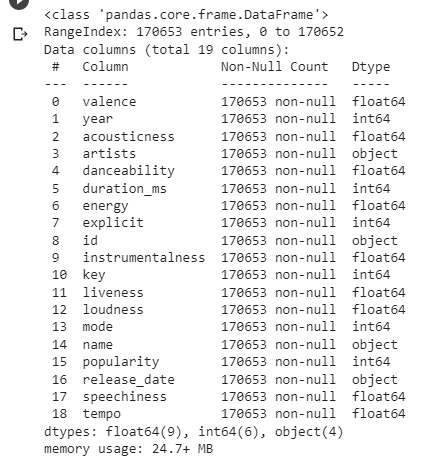 <class 'pandas.core.frame.DataFrame'>
RangeIndex: 170653 entries, 0 to 170652
Data columns (total 19 columns):
 #   Column            Non-Null Count   Dtype
---  ------            --------------   -----
 0   valence           170653 non-null  float64
 1   year              170653 non-null  int64
 2   acousticness      170653 non-null  float64
 3   artists           170653 non-null  object
 4   danceability      170653 non-null  float64
 5   duration_ms       170653 non-null  int64
 6   energy            170653 non-null  float64
 7   explicit          170653 non-null  int64
 8   id                170653 non-null  object
 9   instrumentalness  170653 non-null  float64
 10  key               170653 non-null  int64
 11  liveness          170653 non-null  float64
 12  loudness          170653 non-null  float64
 13  mode              170653 non-null  int64
 14  name              170653 non-null  object
 15  popularity        170653 non-null  int64
 16  release_date      170653 non-null  object
 17  speechiness       170653 non-null  float64
 18  tempo             170653 non-null  float64
dtypes: float64(9), int64(6), object(4)
memory usage: 24.7+ MB